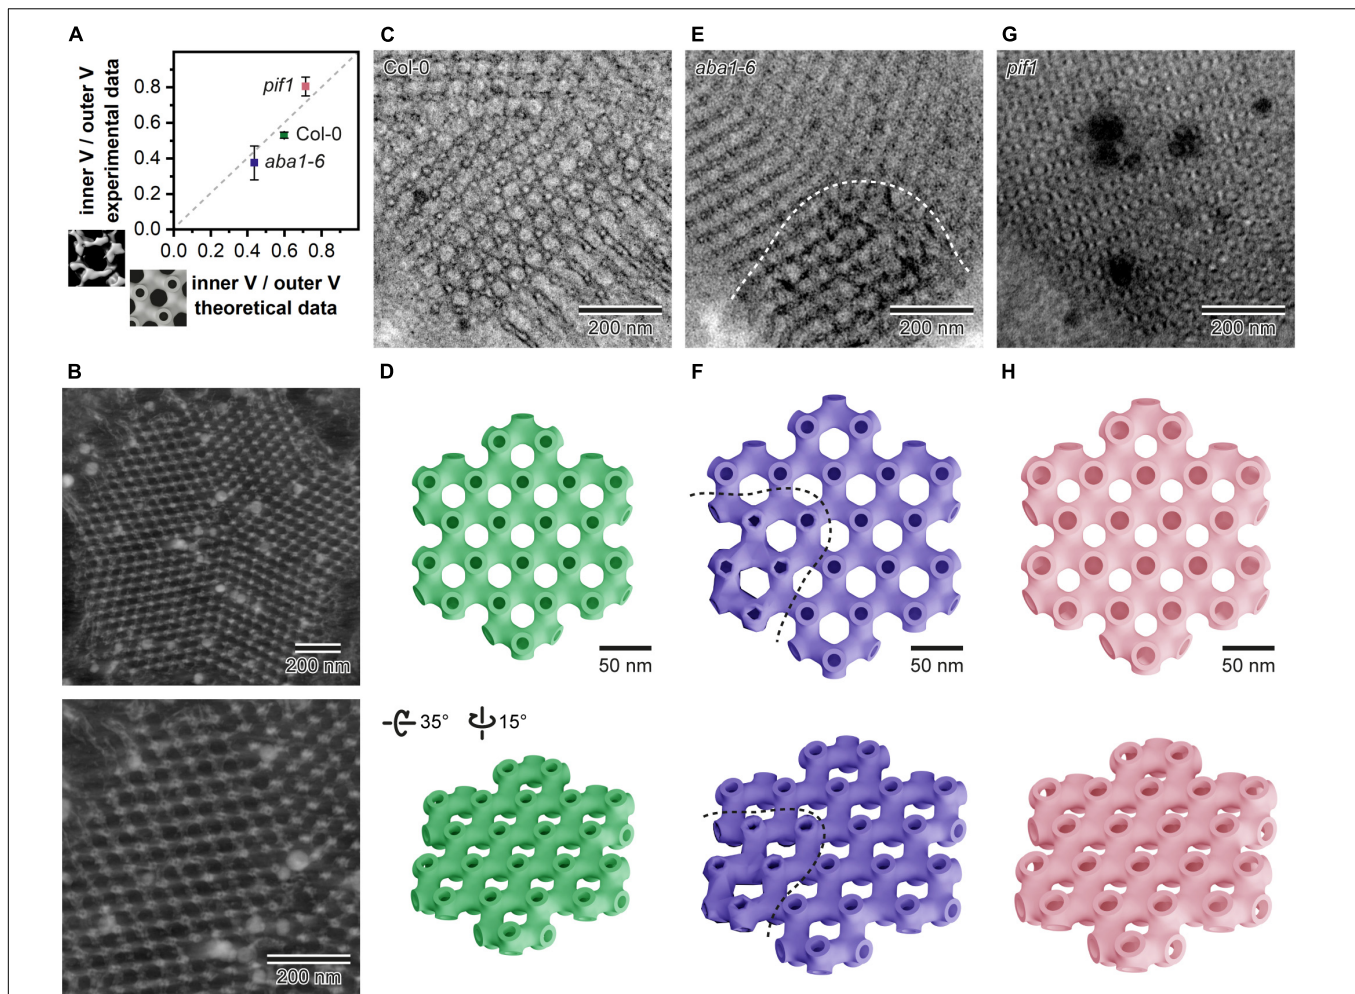 A
inner V / outer V
experimental data
0.8
0.6
0.4
0.2
0.0
pif1
Col-0
aba1-6
0.0 0.2 0.4 0.6 0.8
inner V / outer V
theoretical data
B
200 nm
200 nm
C
Col-0
200 nm
D
50 nm
35° 15°
E
aba1-6
200 nm
F
50 nm
G
pif1
200 nm
H
50 nm